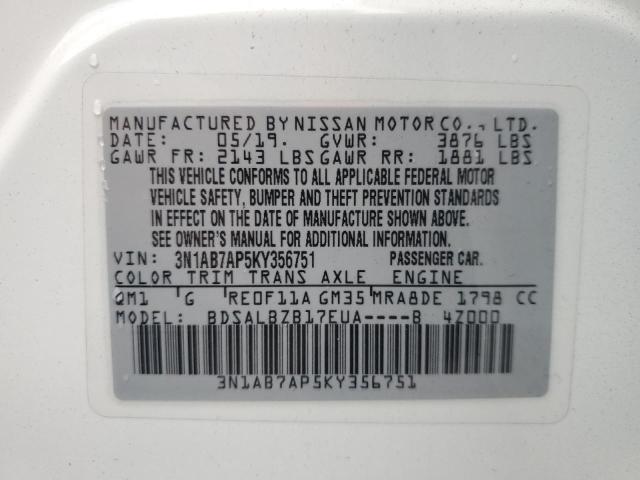 MANUFACTURED BY NISSAN MOTOR CO., LTD.
DATE: 05/19. GVWR: 3876 LBS
GAWR FR: 2143 LBS GAWR RR: 1881 LBS
THIS VEHICLE CONFORMS TO ALL APPLICABLE FEDERAL MOTOR
VEHICLE SAFETY, BUMPER AND THEFT PREVENTION STANDARDS
IN EFFECT ON THE DATE OF MANUFACTURE SHOWN ABOVE.
SEE OWNER'S MANUAL FOR ADDITIONAL INFORMATION.
VIN: 3N1AB7AP5KY356751 PASSENGER CAR.
COLOR TRIM TRANS AXLE ENGINE
QM1 G RE0F11A GM35 MRA8DE 1798 CC
MODEL: BDSALBZB17EUA----B 4Z000
3N1AB7AP5KY356751